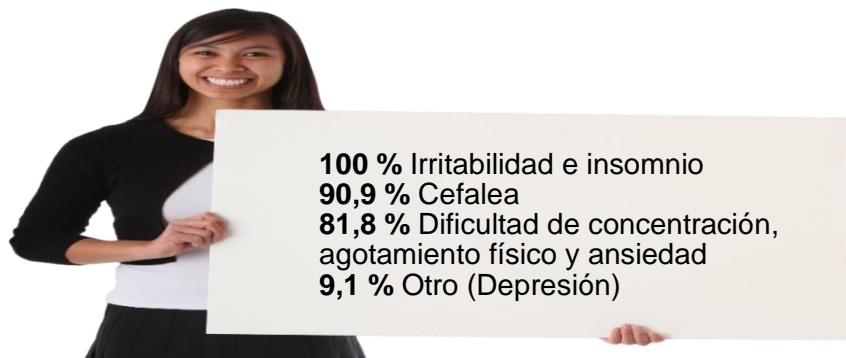 100 % Irritabilidad e insomnio
90,9 % Cefalea
81,8 % Dificultad de concentración,
agotamiento físico y ansiedad
9,1 % Otro (Depresión)